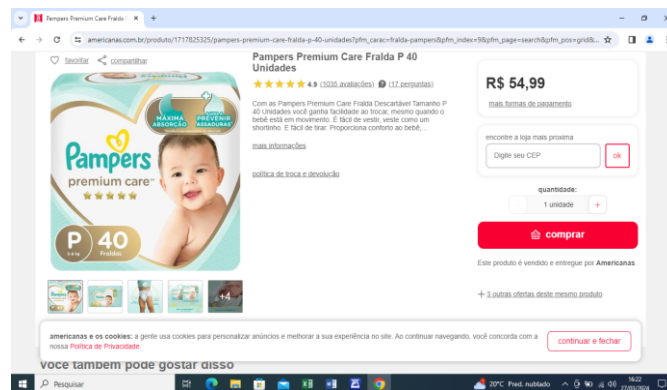 Pampers Premium Care Fralda
americanas.com.br/produto/1717825325/pampers-premium-care-fralda-p-40-unidades?pfm_carac=fralda-pampers&pfm_index=9&pfm_page=search&pfm_pos=grid&...
favoritar
compartilhar
MÁXIMA ABSORÇÃO
PREVENIR ASSADURAS
Pampers
premium care
P
40
Fraldas
+4
Pampers Premium Care Fralda P 40
Unidades
4.9 (1035 avaliações) (17 perguntas)
Com as Pampers Premium Care Fralda Descartável Tamanho P
40 Unidades você ganha facilidade ao trocar, mesmo quando o
bebê está em movimento. É fácil de vestir, veste como um
shortinho. E fácil de tirar. Proporciona conforto ao bebê,...
mais informações
política de troca e devolução
R$ 54,99
mais formas de pagamento
encontre a loja mais proxima
Digite seu CEP
ok
quantidade:
- 1 unidade +
comprar
Este produto é vendido e entregue por Americanas.
+ 3 outras ofertas deste mesmo produto
americanas e os cookies: a gente usa cookies para personalizar anúncios e melhorar a sua experiência no site. Ao continuar navegando, você concorda com a
nossa Política de Privacidade.
continuar e fechar
você também pode gostar disso
Pesquisar
20°C Pred. nublado
16:22
27/03/2024